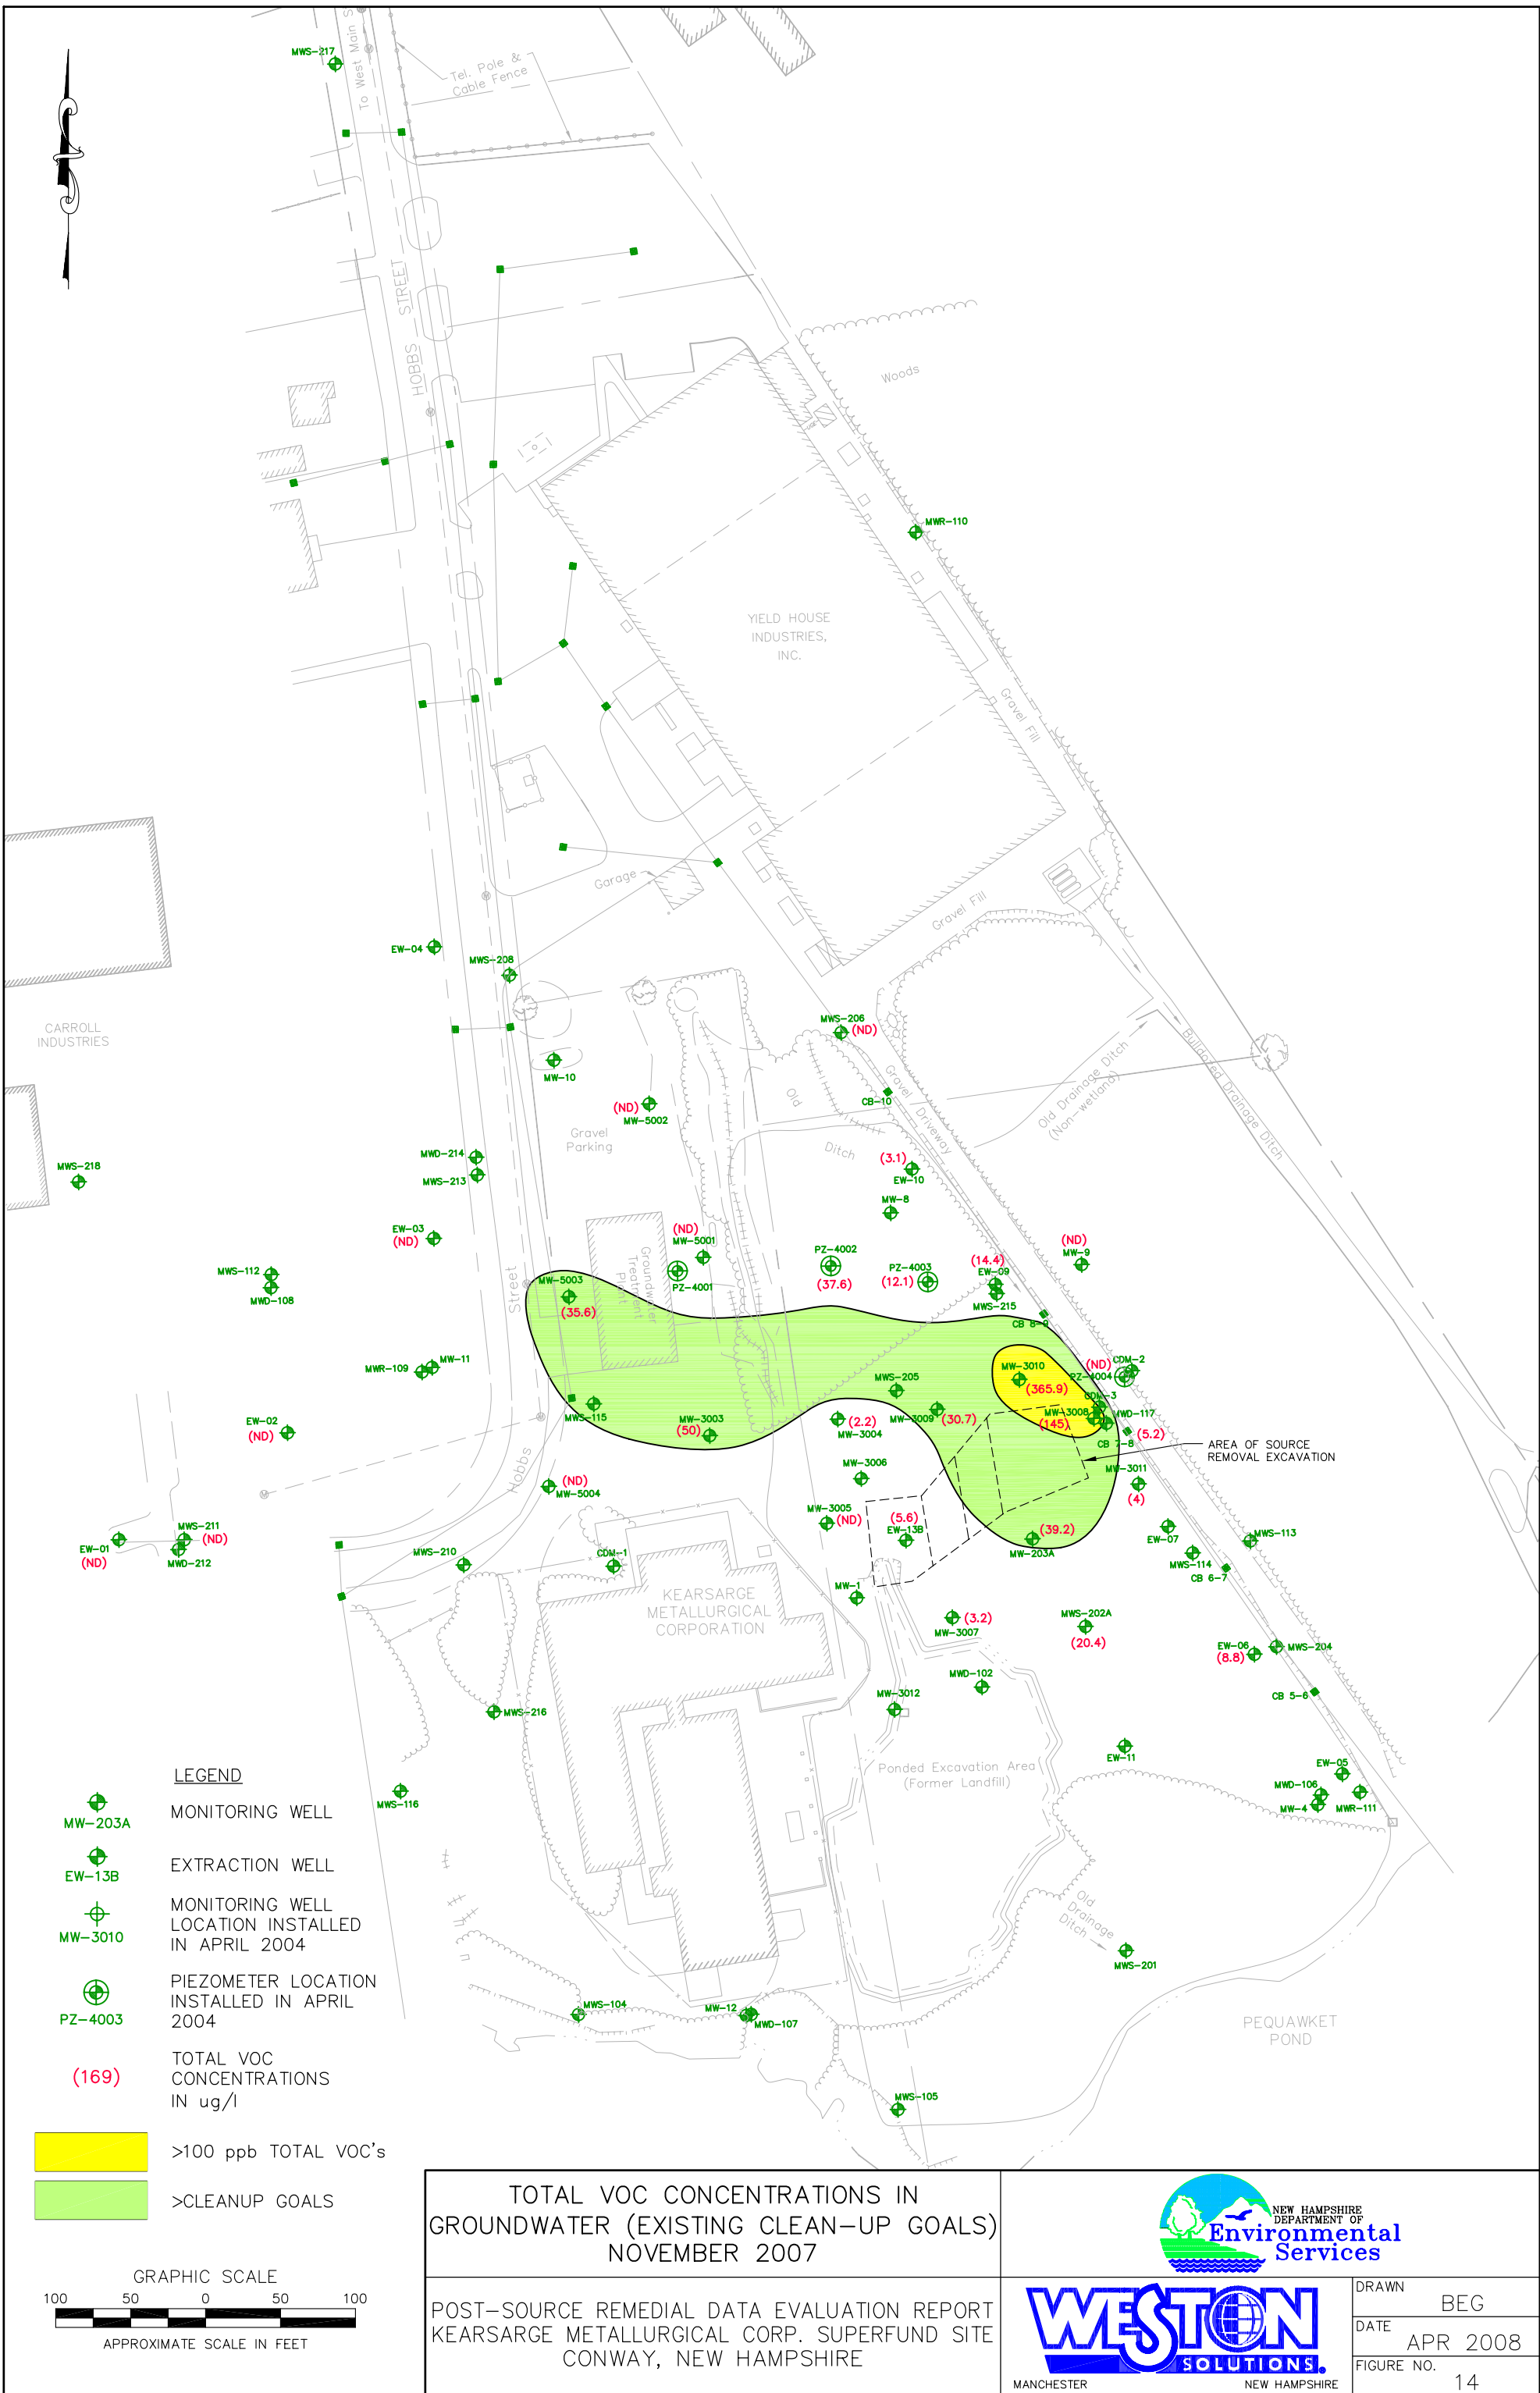 MWS-217
To West Main S
Tel. Pole &
Cable Fence
HOBBS STREET
Woods
MWR-110
YIELD HOUSE
INDUSTRIES,
INC.
Gravel Fill
Garage
Gravel Fill
EW-04
MWS-208
CARROLL
INDUSTRIES
MWS-206
(ND)
MW-10
Old
CB-10
Gravel Driveway
Old Drainage Ditch
(Non-wetland)
Bulldozed Drainage Ditch
(ND)
MW-5002
Gravel
Parking
Ditch
MWD-214
MWS-213
MWS-218
(3.1)
EW-10
MW-8
EW-03
(ND)
(ND)
MW-5001
PZ-4001
Groundwater
Treatment
Plant
PZ-4002
(37.6)
PZ-4003
(12.1)
(14.4)
EW-09
MWS-215
(ND)
MW-9
MWS-112
MWD-108
Street
MW-5003
(35.6)
CB 8-9
MWR-109
MW-11
MWS-205
MW-3010
(365.9)
(ND)
CDM-2
PZ-4004
CDM-3
MWS-115
MW-3003
(50)
(2.2)
MW-3004
MW-3009
(30.7)
MW-3008
(145)
MWD-117
(5.2)
CB 7-8
EW-02
(ND)
AREA OF SOURCE
REMOVAL EXCAVATION
Hobbs
MW-3006
MW-3011
(4)
(ND)
MW-5004
MW-3005
(ND)
(5.6)
EW-13B
(39.2)
MW-203A
EW-07
MWS-113
MWS-114
CB 6-7
EW-01
(ND)
MWS-211
(ND)
MWD-212
MWS-210
CDM-1
KEARSARGE
METALLURGICAL
CORPORATION
MW-1
(3.2)
MW-3007
MWS-202A
(20.4)
EW-06
(8.8)
MWS-204
MWD-102
CB 5-6
MWS-216
MW-3012
EW-11
Ponded Excavation Area
(Former Landfill)
EW-05
MWD-106
MW-4
MWR-111
MWS-116
Old
Drainage
Ditch
MWS-201
MWS-104
MW-12
MWD-107
PEQUAWKET
POND
MWS-105
LEGEND
MW-203A
MONITORING WELL
EW-13B
EXTRACTION WELL
MW-3010
MONITORING WELL
LOCATION INSTALLED
IN APRIL 2004
PZ-4003
PIEZOMETER LOCATION
INSTALLED IN APRIL
2004
(169)
TOTAL VOC
CONCENTRATIONS
IN ug/l
>100 ppb TOTAL VOC's
>CLEANUP GOALS
GRAPHIC SCALE
100 50 0 50 100
APPROXIMATE SCALE IN FEET
TOTAL VOC CONCENTRATIONS IN
GROUNDWATER (EXISTING CLEAN-UP GOALS)
NOVEMBER 2007
POST-SOURCE REMEDIAL DATA EVALUATION REPORT
KEARSARGE METALLURGICAL CORP. SUPERFUND SITE
CONWAY, NEW HAMPSHIRE
NEW HAMPSHIRE
DEPARTMENT OF
Environmental
Services
WESTON
SOLUTIONS®
MANCHESTER NEW HAMPSHIRE
DRAWN
BEG
DATE
APR 2008
FIGURE NO.
14